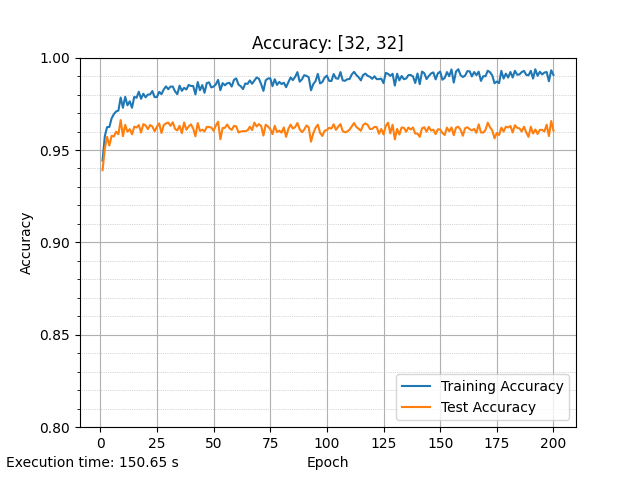 Accuracy: [32, 32]
1.00
0.95
0.90
0.85
0.80
Accuracy
Training Accuracy
Test Accuracy
0 25 50 75 100 125 150 175 200
Execution time: 150.65 s
Epoch